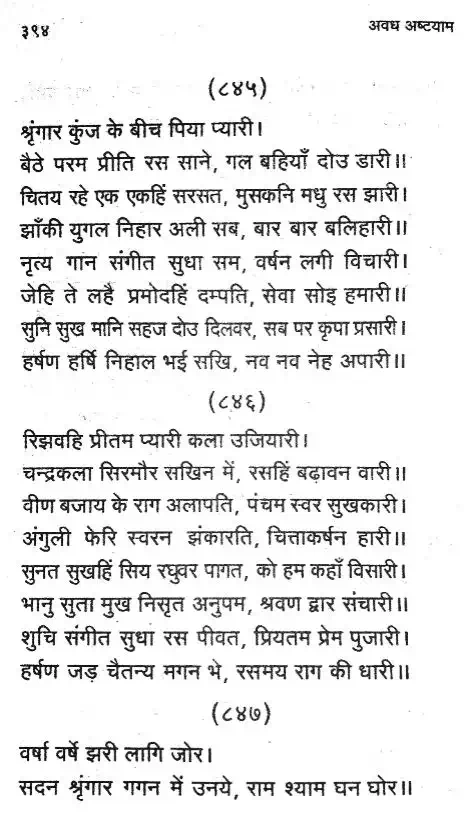 ३९४ अवध अष्टयाम
(८४५)
श्रृंगार कुंज के बीच पिया प्यारी।
बैठे परम प्रीति रस साने, गल बहियाँ दोउ डारी॥
चितय रहे एक एकहिं सरसत, मुसकनि मधु रस झारी।
झाँकी युगल निहार अली सब, बार बार बलिहारी॥
नृत्य गान संगीत सुधा सम, वर्षन लगी विचारी।
जेहि ते लहै प्रमोदहिं दम्पति, सेवा सोइ हमारी॥
सुनि सुख मानि सहज दोउ दिलवर, सब पर कृपा प्रसारी।
हर्षण हर्षि निहाल भई सखि, नव नव नेह अपारी॥
(८४६)
रिझवहि प्रीतम प्यारी कला उजियारी।
चन्द्रकला सिरमौर सखिन में, रसहिं बढ़ावन वारी॥
वीण बजाय के राग अलापति, पंचम स्वर सुखकारी।
अंगुली फेरि स्वरन झंकारति, चित्ताकर्षन हारी॥
सुनत सुखहिं सिय रघुवर पागत, को हम कहाँ विसारी।
भानु सुता मुख निसृत अनुपम, श्रवण द्वार संचारी॥
शुचि संगीत सुधा रस पीवत, प्रियतम प्रेम पुजारी।
हर्षण जड़ चैतन्य मगन भे, रसमय राग की धारी॥
(८४७)
वर्षा वर्षे झरी लागि जोर।
सदन श्रृंगार गगन में उनये, राम श्याम घन घोर॥